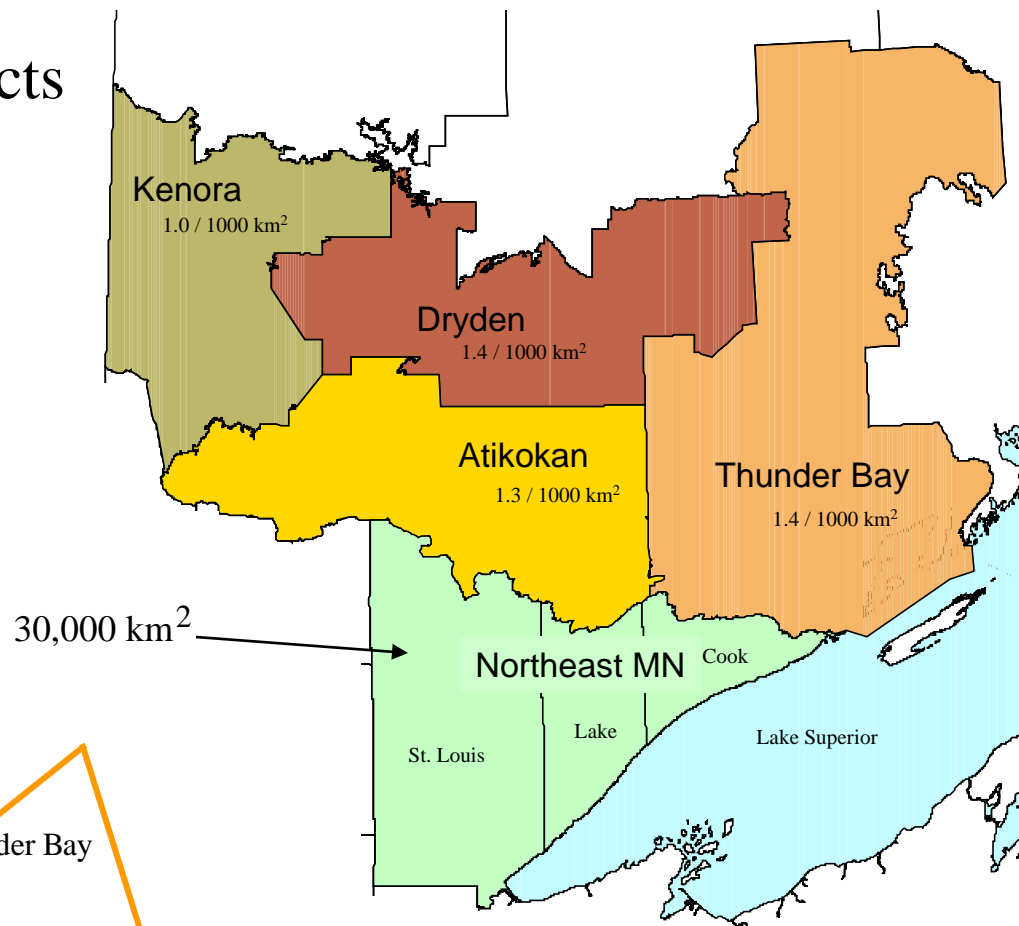 cts
Kenora
1.0 / 1000 km²
Dryden
1.4 / 1000 km²
Atikokan
1.3 / 1000 km²
Thunder Bay
1.4 / 1000 km²
30,000 km²
Northeast MN
Cook
Lake
St. Louis
Lake Superior
der Bay